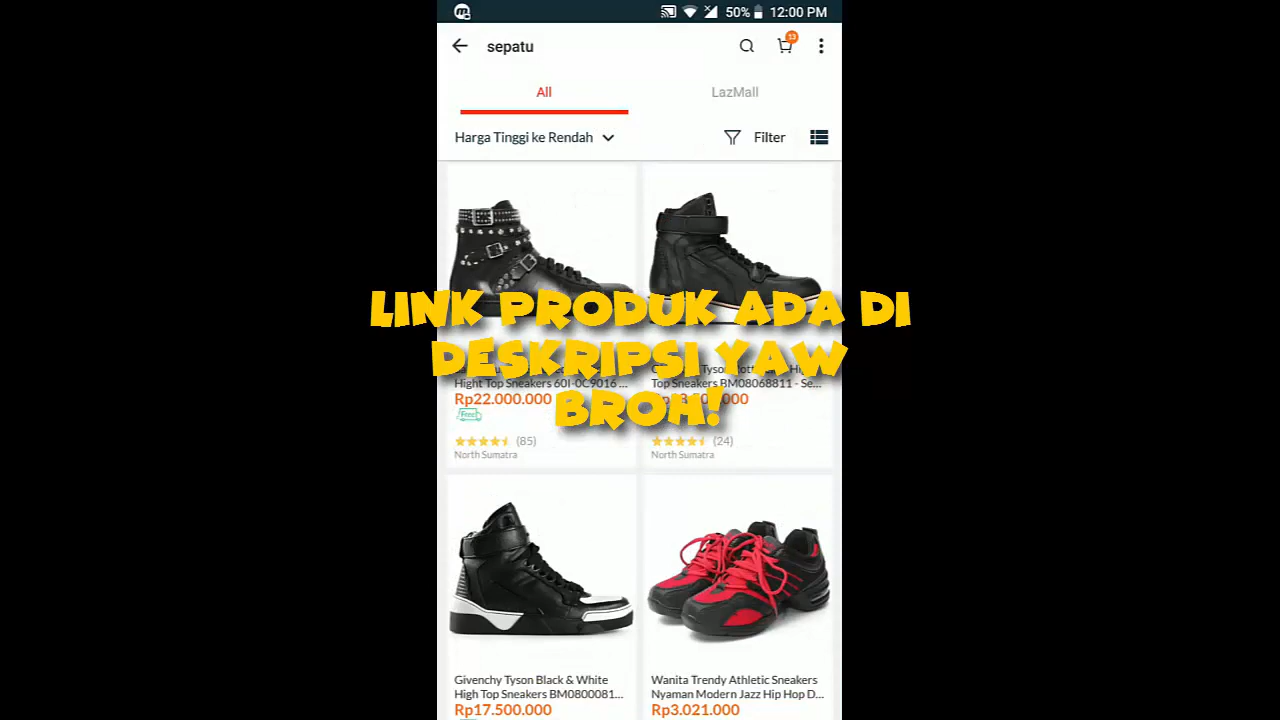 50% 12:00 PM
sepatu
13
All LazMall
Harga Tinggi ke Rendah Filter
LINK PRODUK ADA DI
DESKRIPSI YAW
BROH!
Hight Top Sneakers 60I-0C9016 ...
Rp22.000.000
Free
(85)
North Sumatra
Tyson
Top Sneakers BM08068811 - Se...
(24)
North Sumatra
Givenchy Tyson Black & White
High Top Sneakers BM0800081...
Rp17.500.000
Wanita Trendy Athletic Sneakers
Nyaman Modern Jazz Hip Hop D...
Rp3.021.000